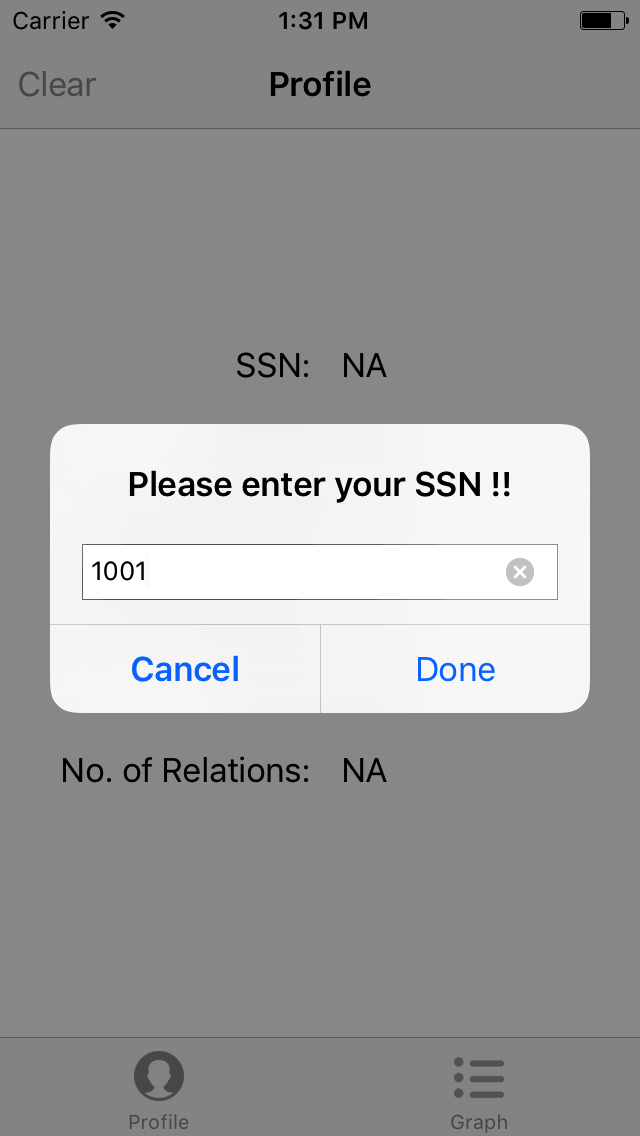 Carrier 1:31 PM
Clear Profile
SSN: NA
Please enter your SSN !!
1001
Cancel Done
No. of Relations: NA
Profile Graph